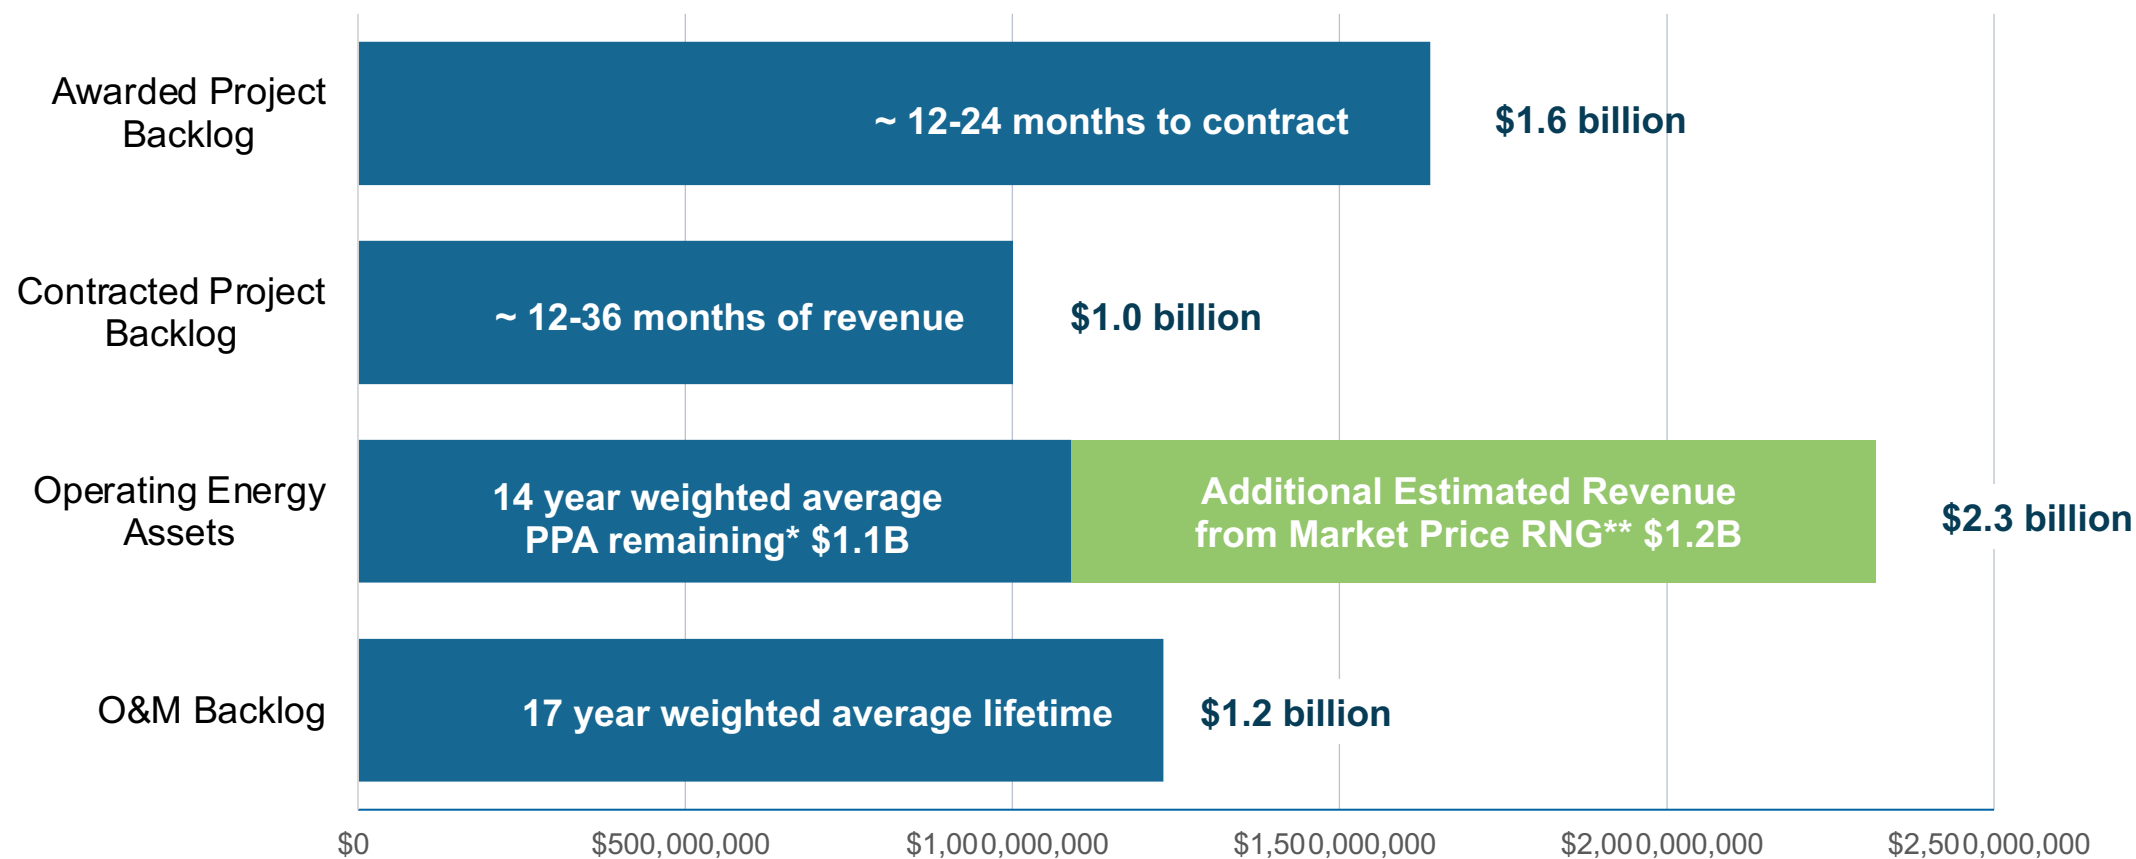 Awarded Project
Backlog
~ 12-24 months to contract
$1.6 billion
Contracted Project
Backlog
~ 12-36 months of revenue
$1.0 billion
Operating Energy
Assets
14 year weighted average
PPA remaining* $1.1B
Additional Estimated Revenue
from Market Price RNG** $1.2B
$2.3 billion
O&M Backlog
17 year weighted average lifetime
$1.2 billion
$0
$500,000,000
$1,000,000,000
$1,500,000,000
$2,000,000,000
$2,500,000,000